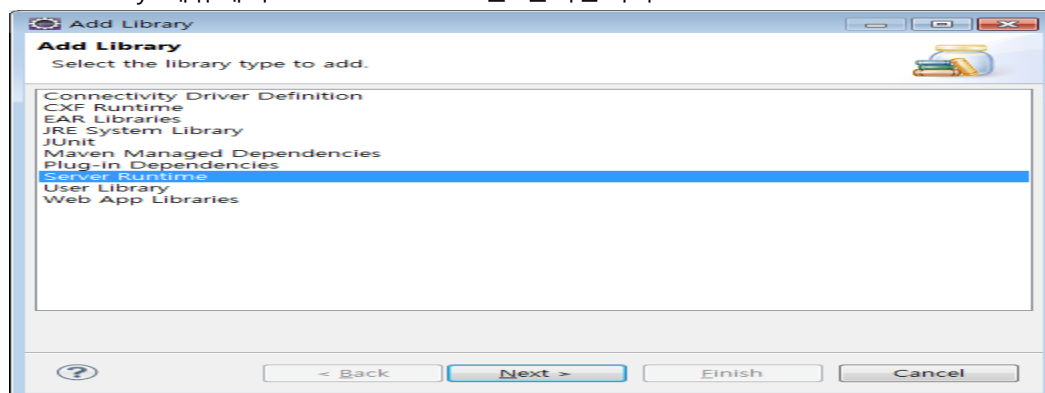 Add Library
Add Library
Select the library type to add.
Connectivity Driver Definition
CXF Runtime
EAR Libraries
JRE System Library
JUnit
Maven Managed Dependencies
Plug-in Dependencies
Server Runtime
User Library
Web App Libraries
?
< Back
Next >
Finish
Cancel